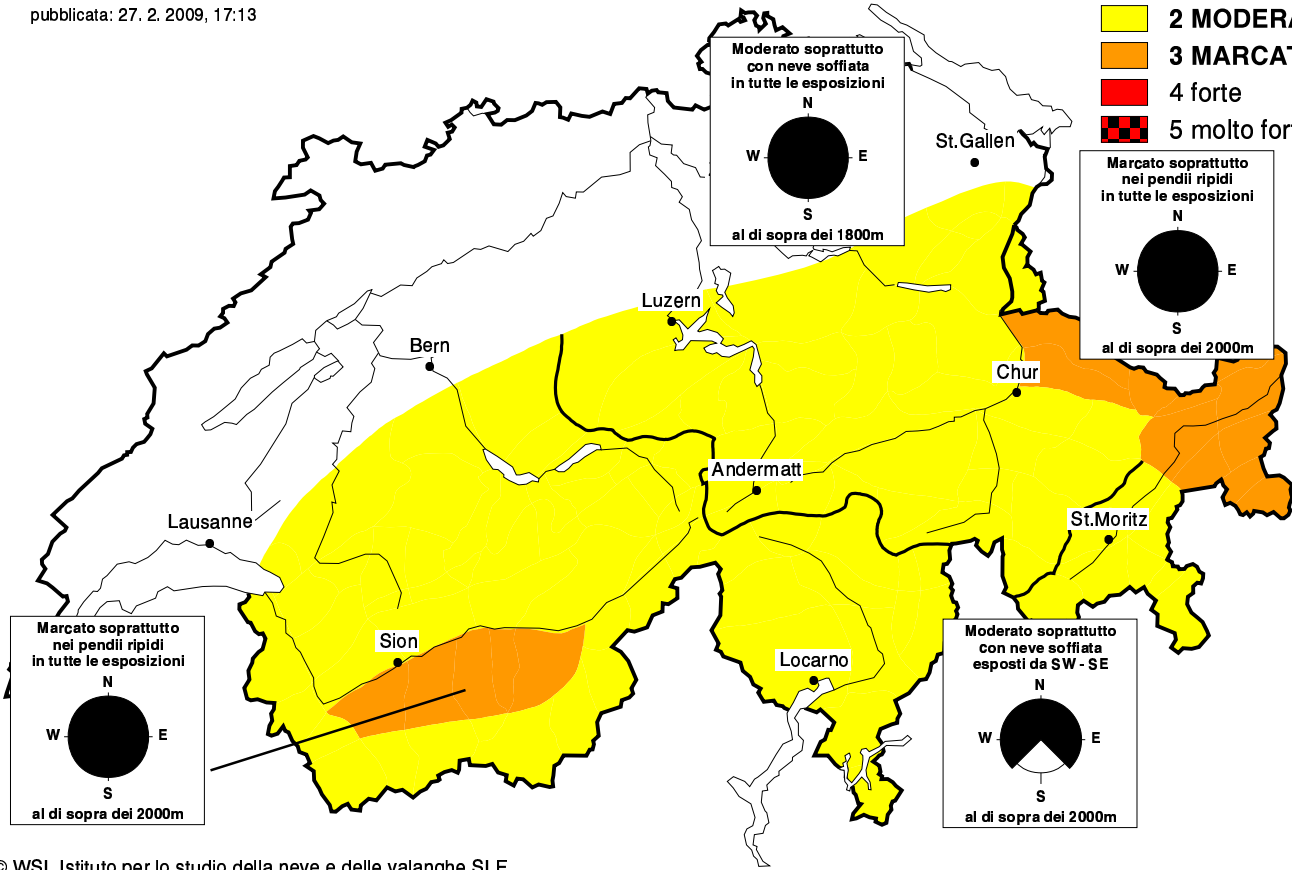 pubblicata: 27. 2. 2009, 17:13
2 MODERA
3 MARCAT
4 forte
5 molto for
Moderato soprattutto
con neve soffiata
in tutte le esposizioni
N
W E
S
al di sopra dei 1800m
St.Gallen
Marcato soprattutto
nei pendii ripidi
in tutte le esposizioni
N
W E
S
al di sopra dei 2000m
Luzern
Bern
Chur
Andermatt
Lausanne
St.Moritz
Marcato soprattutto
nei pendii ripidi
in tutte le esposizioni
N
W E
S
al di sopra dei 2000m
Sion
Locarno
Moderato soprattutto
con neve soffiata
esposti da SW - SE
N
W E
S
al di sopra dei 2000m
© WSL Istituto per lo studio della neve e delle valanghe SLF